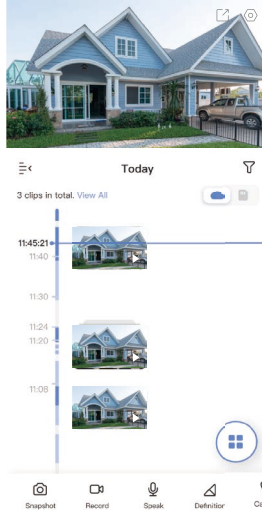 Today
3 clips in total. View All
11:45:21
11:40
11:30
11:24
11:20
11:08
Snapshot
Record
Speak
Definition
Ca